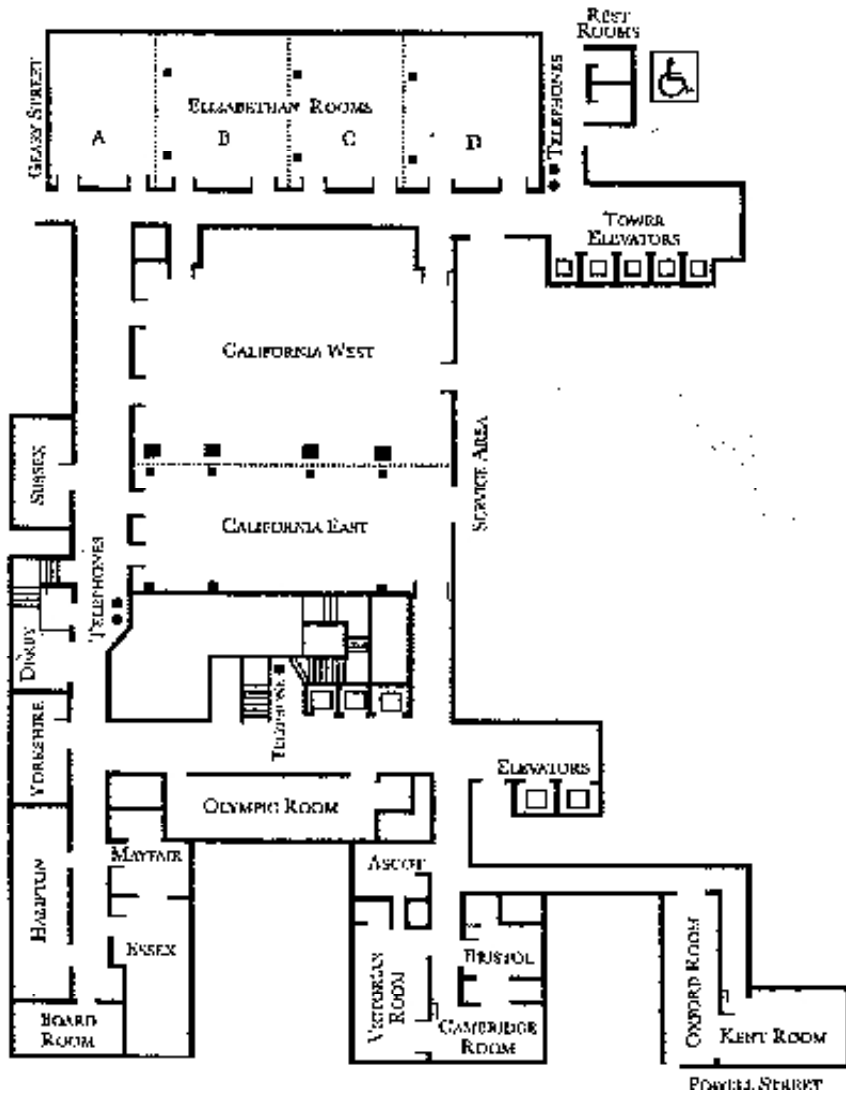 REST
ROOMS
GEARY STREET
ELIZABETHAN ROOMS
A
B
C
D
TELEPHONES
TOWER
ELEVATORS
CALIFORNIA WEST
SUSSEX
SERVICE AREA
CALIFORNIA EAST
TELEPHONES
DERBY
TELEPHONE
YORKSHIRE
ELEVATORS
OLYMPIC ROOM
MAYFAIR
ASCOT
HAMPTON
ESSEX
VICTORIAN
ROOM
BRISTOL
OXFORD ROOM
BOARD
ROOM
CAMBRIDGE
ROOM
KENT ROOM
POWELL STREET